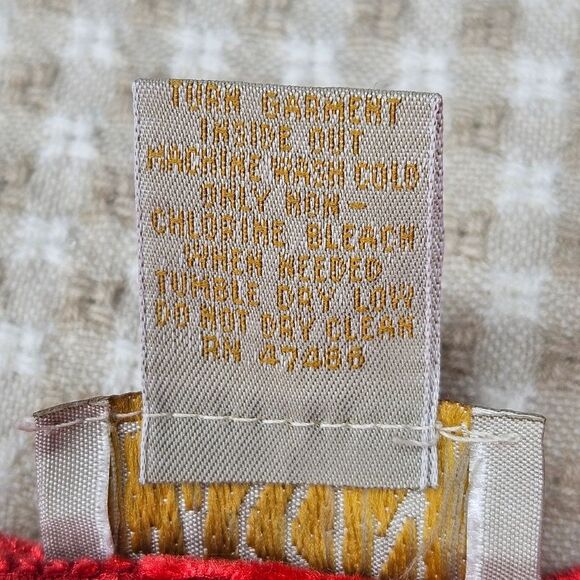 TURN GARMENT
INSIDE OUT
MACHINE WASH COLD
ONLY NON-
CHLORINE BLEACH
WHEN NEEDED
TUMBLE DRY LOW
DO NOT DRY CLEAN
RN 47486